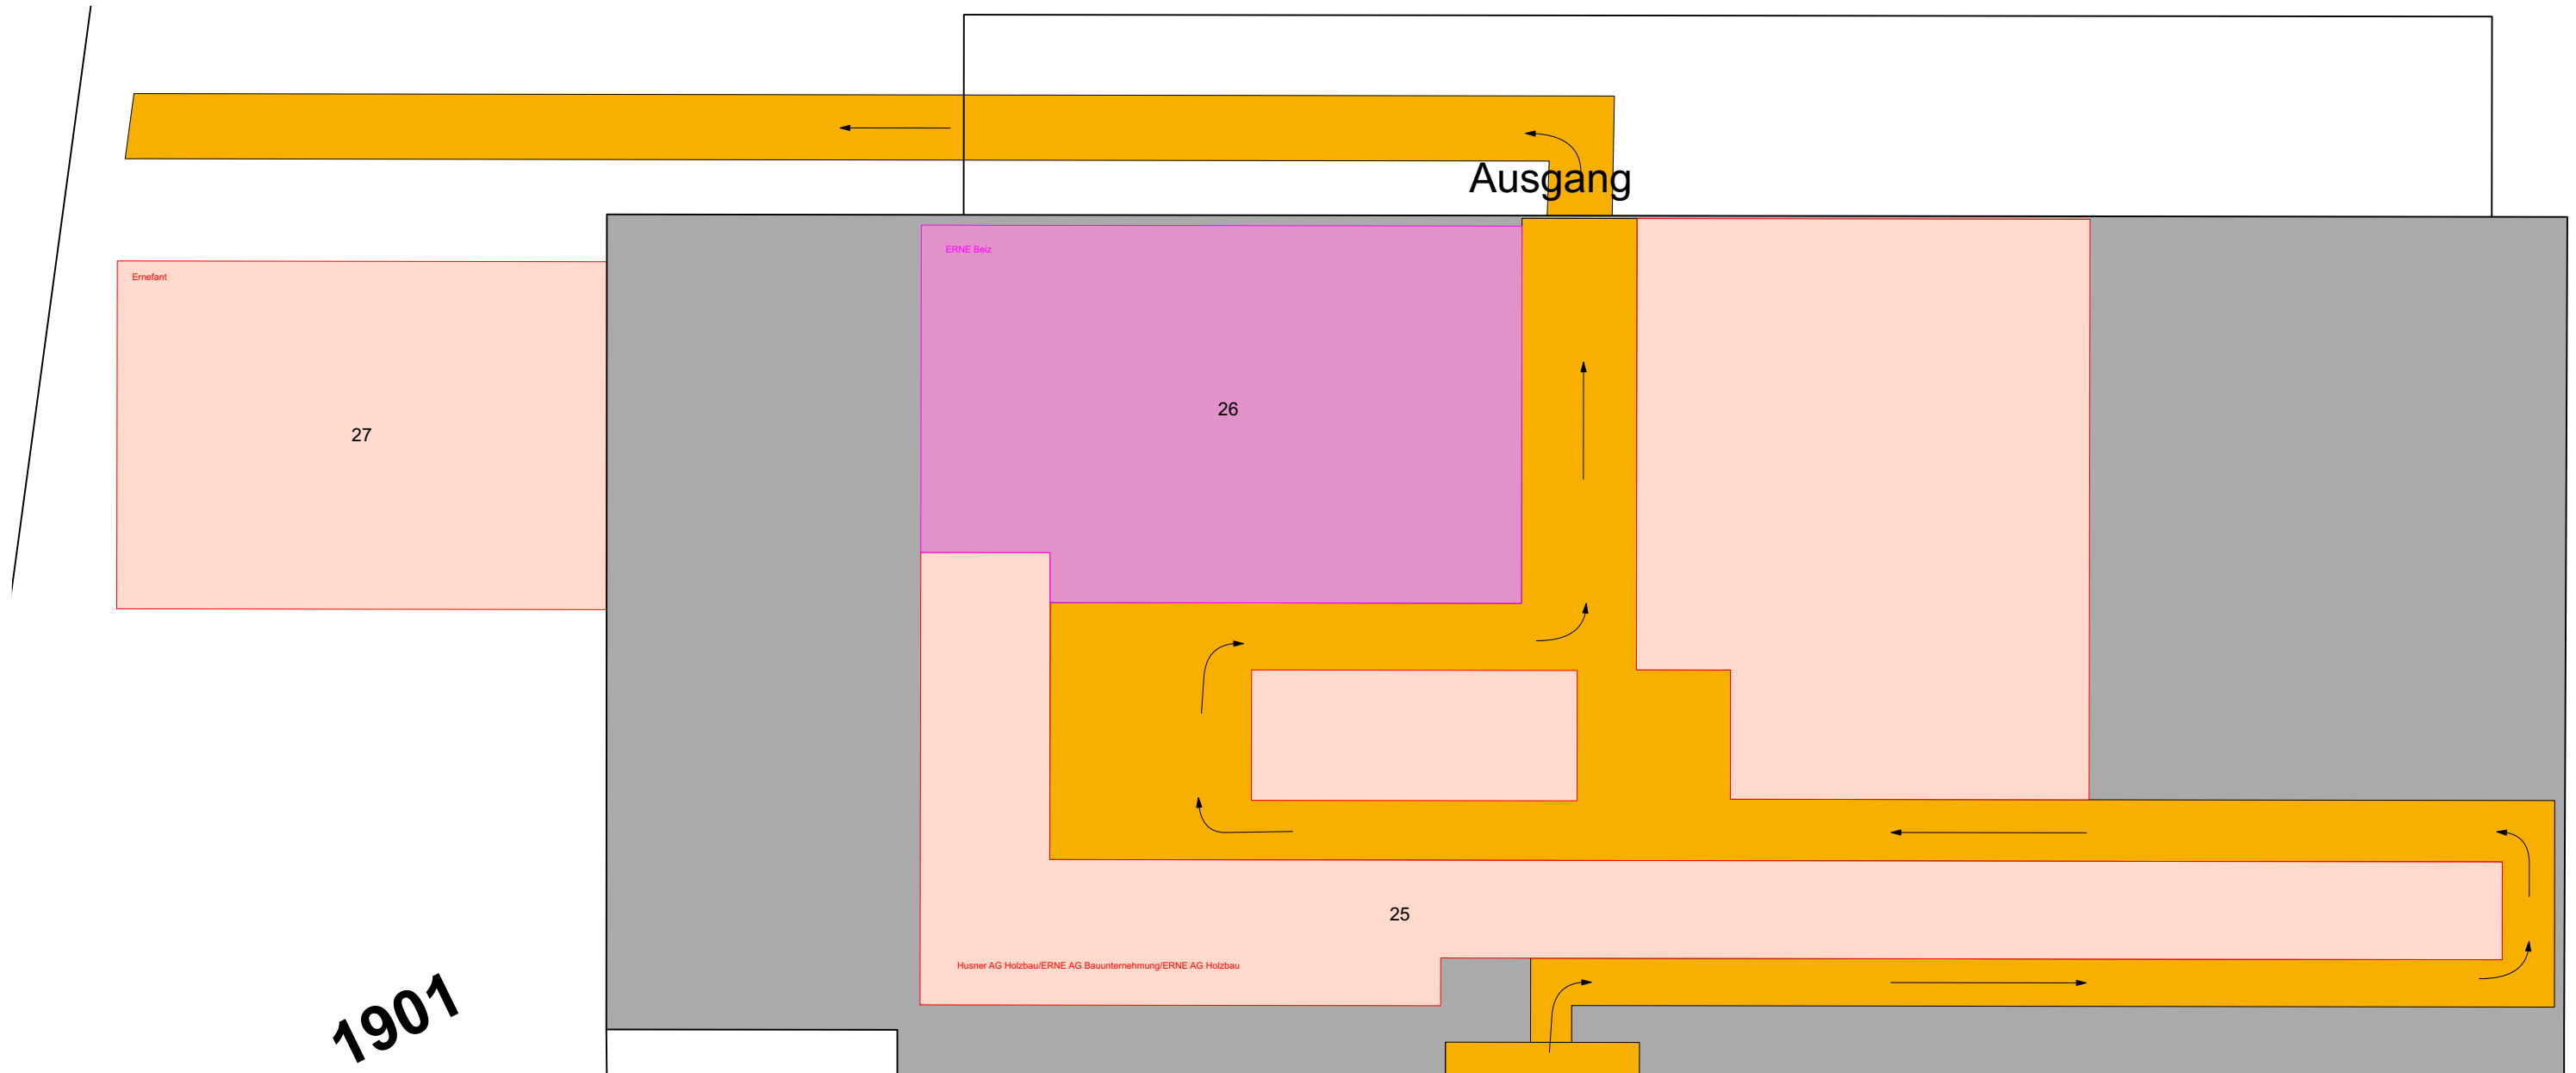 Ausgang
ERNE Beiz
Ernefant
26
27
25
Husner AG Holzbau/ERNE AG Bauunternehmung/ERNE AG Holzbau
1901